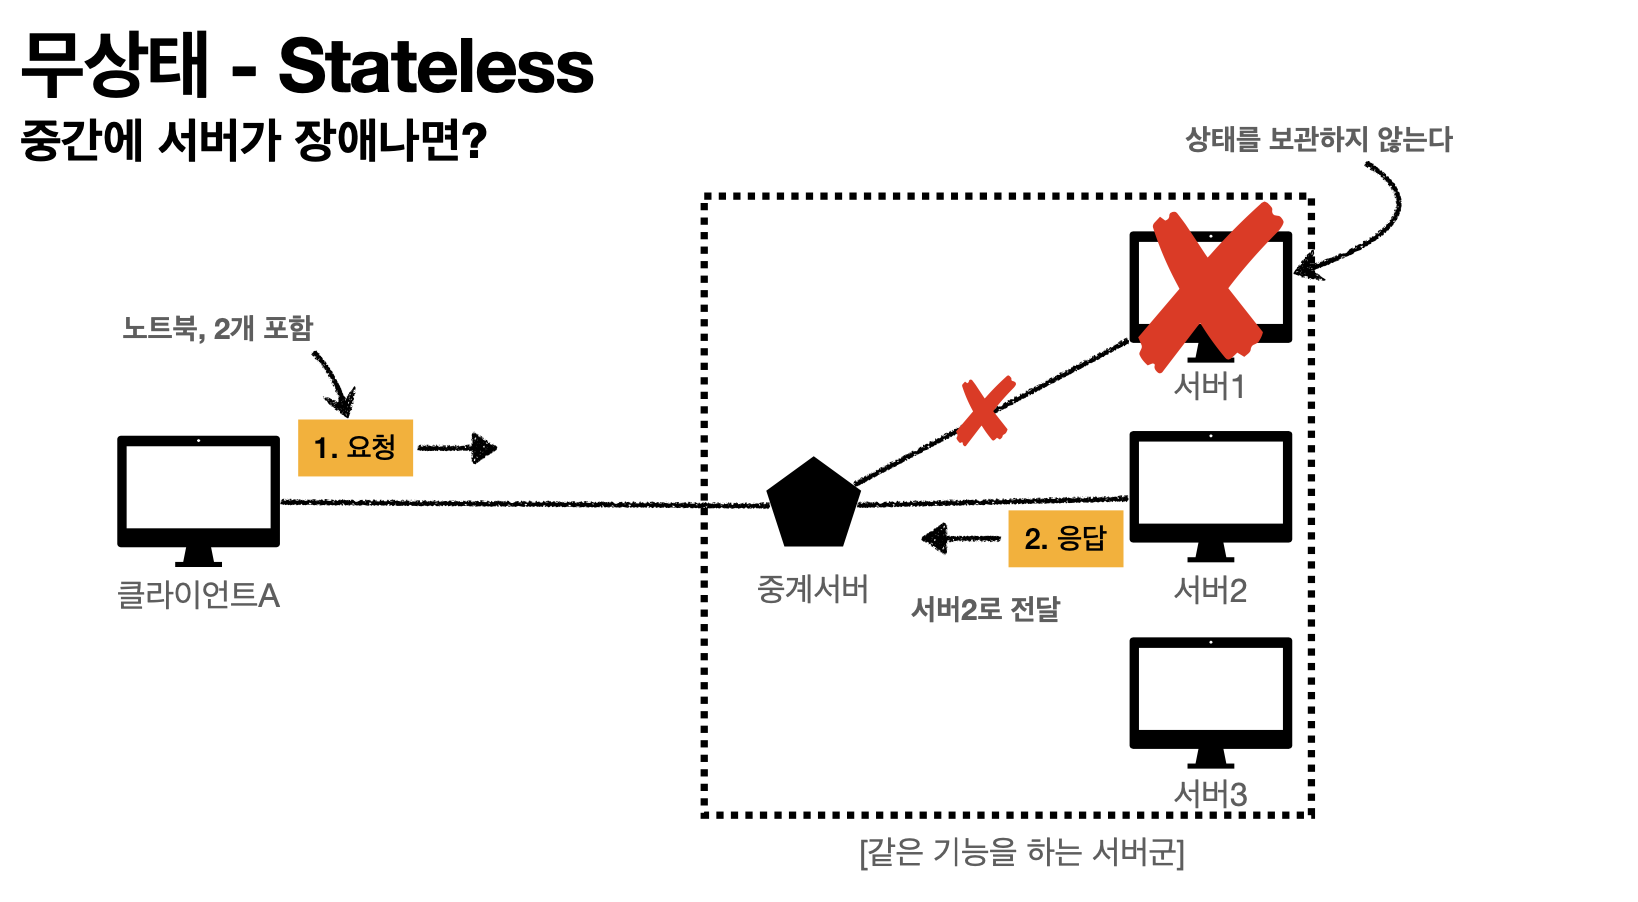 무상태 - Stateless
중간에 서버가 장애나면?
상태를 보관하지 않는다
노트북, 2개 포함
1. 요청
서버1
2. 응답
클라이언트A
중계서버
서버2로 전달
서버2
서버3
[같은 기능을 하는 서버군]